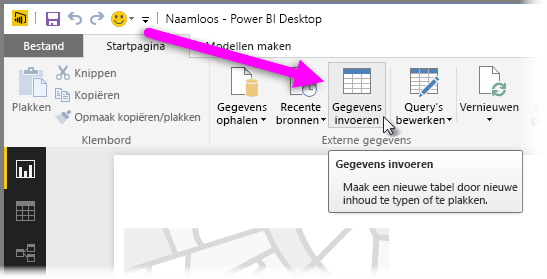 Naamloos - Power BI Desktop
Bestand Startpagina Modellen maken
Plakken
Knippen
Kopiëren
Opmaak kopiëren/plakken
Klembord
Gegevens ophalen
Recente bronnen
Gegevens invoeren
Query's bewerken
Vernieuwen
Externe gegevens
Gegevens invoeren
Maak een nieuwe tabel door nieuwe
inhoud te typen of te plakken.